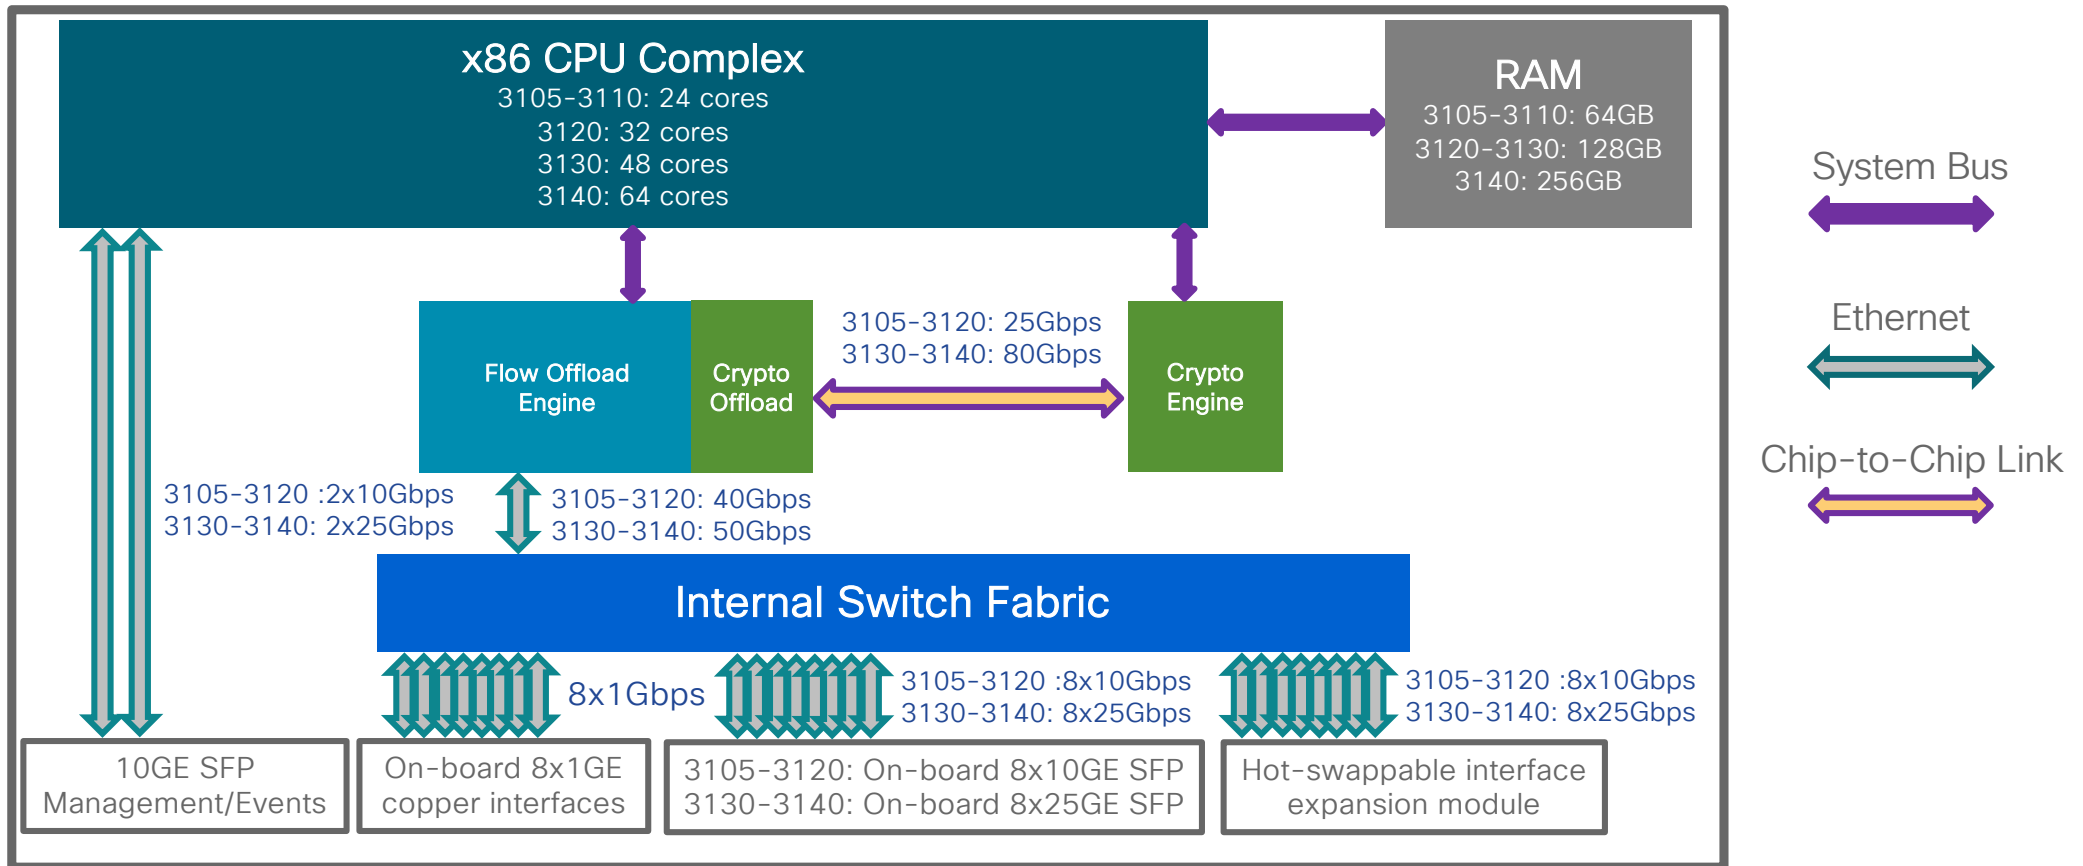 x86 CPU Complex
3105-3110: 24 cores
3120: 32 cores
3130: 48 cores
3140: 64 cores
RAM
3105-3110: 64GB
3120-3130: 128GB
3140: 256GB
System Bus
Ethernet
Chip-to-Chip Link
Flow Offload
Engine
Crypto
Offload
3105-3120: 25Gbps
3130-3140: 80Gbps
Crypto
Engine
3105-3120 :2x10Gbps
3130-3140: 2x25Gbps
3105-3120: 40Gbps
3130-3140: 50Gbps
Internal Switch Fabric
8x1Gbps
3105-3120 :8x10Gbps
3130-3140: 8x25Gbps
3105-3120 :8x10Gbps
3130-3140: 8x25Gbps
10GE SFP
Management/Events
On-board 8x1GE
copper interfaces
3105-3120: On-board 8x10GE SFP
3130-3140: On-board 8x25GE SFP
Hot-swappable interface
expansion module